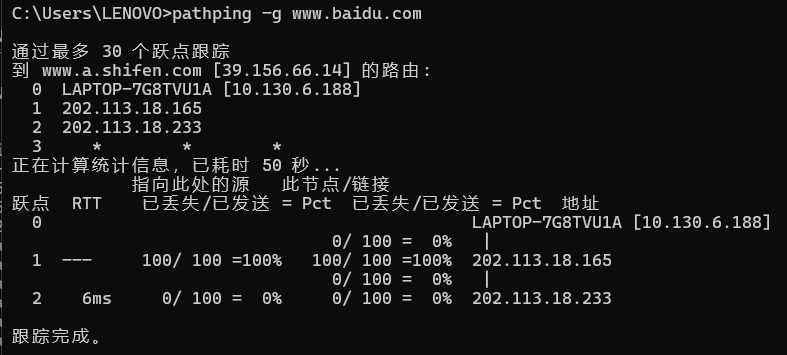 C:\Users\LENOVO>pathping -g www.baidu.com
通过最多 30 个跃点跟踪
到 www.a.shifen.com [39.156.66.14] 的路由:
0 LAPTOP-7G8TVU1A [10.130.6.188]
1 202.113.18.165
2 202.113.18.233
3 * * *
正在计算统计信息，已耗时 50 秒...
指向此处的源 此节点/链接
跃点 RTT 已丢失/已发送 = Pct 已丢失/已发送 = Pct 地址
0 LAPTOP-7G8TVU1A [10.130.6.188]
0/ 100 = 0% |
1 --- 100/ 100 =100% 100/ 100 =100% 202.113.18.165
0/ 100 = 0% |
2 6ms 0/ 100 = 0% 0/ 100 = 0% 202.113.18.233
跟踪完成。